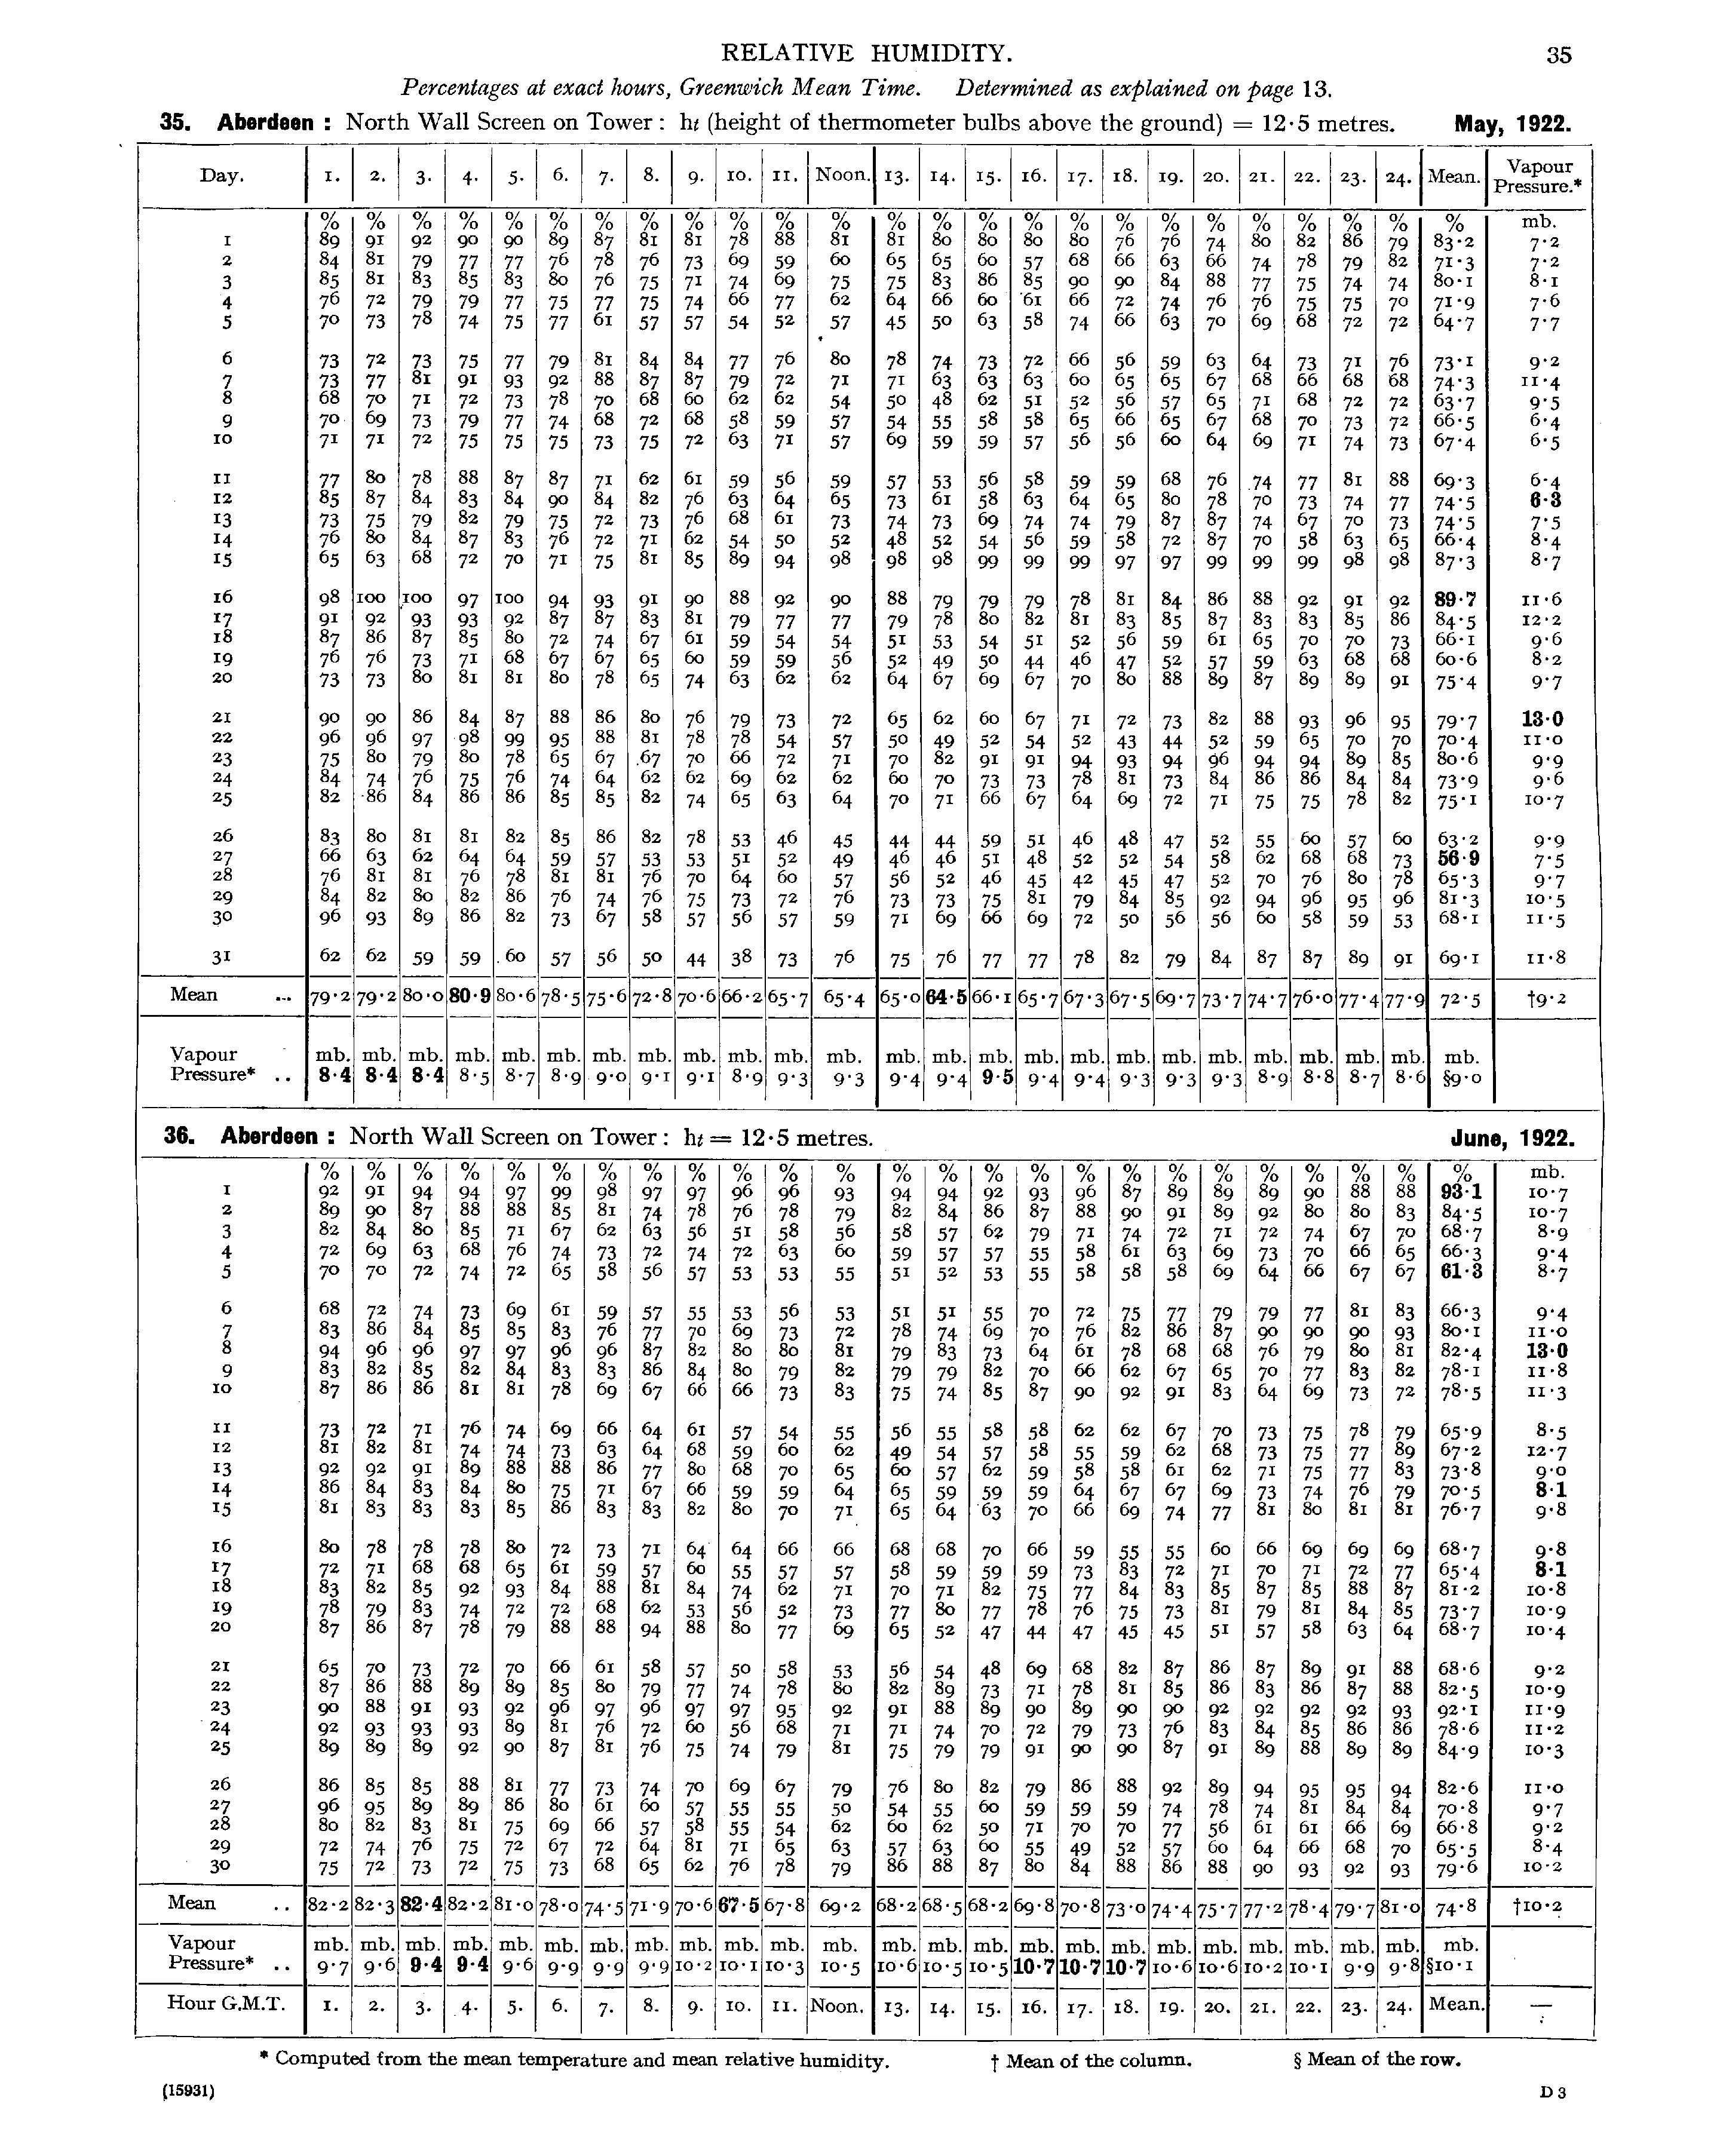 RELATIVE HUMIDITY. 35
Percentages at exact hours, Greenwich Mean Time. Determined as explained on page 13.
35. Aberdeen : North Wall Screen on Tower : ht (height of thermometer bulbs above the ground) = 12·5 metres. May, 1922.
Day. 1. 2. 3. 4. 5. 6. 7. 8. 9. 10. 11. Noon. 13. 14. 15. 16. 17. 18. 19. 20. 21. 22. 23. 24. Mean. Vapour Pressure.*
% % % % % % % % % % % % % % % % % % % % % % % % % mb.
1 89 91 92 90 90 89 87 81 81 78 88 81 81 80 80 80 80 76 76 74 80 82 86 79 83·2 7·2
2 84 81 79 77 77 76 78 76 73 69 59 60 65 65 60 57 68 66 63 66 74 78 79 82 71·3 7·2
3 85 81 83 85 83 80 76 75 71 74 69 75 75 83 86 85 90 90 84 88 77 75 74 74 80·1 8·1
4 76 72 79 79 77 75 77 75 74 66 77 62 64 66 60 61 66 72 74 76 76 75 75 70 71·9 7·6
5 70 73 78 74 75 77 61 57 57 54 52 57 45 50 63 58 74 66 63 70 69 68 72 72 64·7 7·7
6 73 72 73 75 77 79 81 84 84 77 76 80 78 74 73 72 66 56 59 63 64 73 71 76 73·1 9·2
7 73 77 81 91 93 92 88 87 87 79 72 71 71 63 63 63 60 65 65 67 68 66 68 68 74·3 11·4
8 68 70 71 72 73 78 70 68 60 62 62 54 50 48 62 51 52 56 57 65 71 68 72 72 63·7 9·5
9 70 69 73 79 77 74 68 72 68 58 59 57 54 55 58 58 65 66 65 67 68 70 73 72 66·5 6·4
10 71 71 72 75 75 75 73 75 72 63 71 57 69 59 59 57 56 56 60 64 69 71 74 73 67·4 6·5
11 77 80 78 88 87 87 71 62 61 59 56 59 57 53 56 58 59 59 68 76 74 77 81 88 69·3 6·4
12 85 87 84 83 84 90 84 82 76 63 64 65 73 61 58 63 64 65 80 78 70 73 74 77 74·5 6·3
13 73 75 79 82 79 75 72 73 76 68 61 73 74 73 69 74 74 79 87 87 74 67 70 73 74·5 7·5
14 76 80 84 87 83 76 72 71 62 54 50 52 48 52 54 56 59 58 72 87 70 58 63 65 66·4 8·4
15 65 63 68 72 70 71 75 81 85 89 94 98 98 98 99 99 99 97 97 99 99 99 98 98 87·3 8·7
16 98 100 100 97 100 94 93 91 90 88 92 90 88 79 79 79 78 81 84 86 88 92 91 92 89·7 11·6
17 91 92 93 93 92 87 87 83 81 79 77 77 79 78 80 82 81 83 85 87 83 83 85 86 84·5 12·2
18 87 86 87 85 80 72 74 67 61 59 54 54 51 53 54 51 52 56 59 61 65 70 70 73 66·1 9·6
19 76 76 73 71 68 67 67 65 60 59 59 56 52 49 50 44 46 47 52 57 59 63 68 68 60·6 8·2
20 73 73 80 81 81 80 78 65 74 63 62 62 64 67 69 67 70 80 88 89 87 89 89 91 75·4 9·7
21 90 90 86 84 87 88 86 80 76 79 73 72 65 62 60 67 71 72 73 82 88 93 96 95 79·7 13·0
22 96 96 97 98 99 95 88 81 78 78 54 57 50 49 52 54 52 43 44 52 59 65 70 70 70·4 11·0
23 75 80 79 80 78 65 67 67 70 66 72 71 70 82 91 91 94 93 94 96 94 94 89 85 80·6 9·9
24 84 74 76 75 76 74 64 62 62 69 62 62 60 70 73 73 78 81 73 84 86 86 84 84 73·9 9·6
25 82 86 84 86 86 85 85 82 74 65 63 64 70 71 66 67 64 69 72 71 75 75 78 82 75·1 10·7
26 83 80 81 81 82 85 86 82 78 53 46 45 44 44 59 51 46 48 47 52 55 60 57 60 63·2 9·9
27 66 63 62 64 64 59 57 53 53 51 52 49 46 46 51 48 52 52 54 58 62 68 68 73 56·9 7·5
28 76 81 81 76 78 81 81 76 70 64 60 57 56 52 46 45 42 45 47 52 70 76 80 78 65·3 9·7
29 84 82 80 82 86 76 74 76 75 73 72 76 73 73 75 81 79 84 85 92 94 96 95 96 81·3 10·5
30 96 93 89 86 82 73 67 58 57 56 57 59 71 69 66 69 72 50 56 56 60 58 59 53 68·1 11·5
31 62 62 59 59 60 57 56 50 44 38 73 76 75 76 77 77 78 82 79 84 87 87 89 91 69·1 11·8
Mean ... 79·2 79·2 80·0 80·9 80·6 78·5 75·6 72·8 70·6 66·2 65·7 65·4 65·0 64·5 66·1 65·7 67·3 67·5 69·7 73·7 74·7 76·0 77·4 77·9 72·5 †9·2
Vapour mb. mb. mb. mb. mb. mb. mb. mb. mb. mb. mb. mb. mb. mb. mb. mb. mb. mb. mb. mb. mb. mb. mb. mb. mb.
Pressure* .. 8·4 8·4 8·4 8·5 8·7 8·9 9·0 9·1 9·1 8·9 9·3 9·3 9·4 9·4 9·5 9·4 9·4 9·3 9·3 9·3 8·9 8·8 8·7 8·6 §9·0
36. Aberdeen : North Wall Screen on Tower : ht = 12·5 metres. June, 1922.
% % % % % % % % % % % % % % % % % % % % % % % % % mb.
1 92 91 94 94 97 99 98 97 97 96 96 93 94 94 92 93 96 87 89 89 89 90 88 88 93·1 10·7
2 89 90 87 88 88 85 81 74 78 76 78 79 82 84 86 87 88 90 91 89 92 80 80 83 84·5 10·7
3 82 84 80 85 71 67 62 63 56 51 58 56 58 57 62 79 71 74 72 71 72 74 67 70 68·7 8·9
4 72 69 63 68 76 74 73 72 74 72 63 60 59 57 57 55 58 61 63 69 73 70 66 65 66·3 9·4
5 70 70 72 74 72 65 58 56 57 53 53 55 51 52 53 55 58 58 58 69 64 66 67 67 61·3 8·7
6 68 72 74 73 69 61 59 57 55 53 56 53 51 51 55 70 72 75 77 79 79 77 81 83 66·3 9·4
7 83 86 84 85 85 83 76 77 70 69 73 72 78 74 69 70 76 82 86 87 90 90 90 93 80·1 11·0
8 94 96 96 97 97 96 96 87 82 80 80 81 79 83 73 64 61 78 68 68 76 79 80 81 82·4 13·0
9 83 82 85 82 84 83 83 86 84 80 79 82 79 79 82 70 66 62 67 65 70 77 83 82 78·1 11·8
10 87 86 86 81 81 78 69 67 66 66 73 83 75 74 85 87 90 92 91 83 64 69 73 72 78·5 11·3
11 73 72 71 76 74 69 66 64 61 57 54 55 56 55 58 58 62 62 67 70 73 75 78 79 65·9 8·5
12 81 82 81 74 74 73 63 64 68 59 60 62 49 54 57 58 55 59 62 68 73 75 77 89 67·2 12·7
13 92 92 91 89 88 88 86 77 80 68 70 65 60 57 62 59 58 58 61 62 71 75 77 83 73·8 9·0
14 86 84 83 84 80 75 71 67 66 59 59 64 65 59 59 59 64 67 67 69 73 74 76 79 70·5 8·1
15 81 83 83 83 85 86 83 83 82 80 70 71 65 64 63 70 66 69 74 77 81 80 81 81 76·7 9·8
16 80 78 78 78 80 72 73 71 64 64 66 66 68 68 70 66 59 55 55 60 66 69 69 69 68·7 9·8
17 72 71 68 68 65 61 59 57 60 55 57 57 58 59 59 59 73 83 72 71 70 71 72 77 65·4 8·1
18 83 82 85 92 93 84 88 81 84 74 62 71 70 71 82 75 77 84 83 85 87 85 88 87 81·2 10·8
19 78 79 83 74 72 72 68 62 53 56 52 73 77 80 77 78 76 75 73 81 79 81 84 85 73·7 10·9
20 87 86 87 78 79 88 88 94 88 80 77 69 65 52 47 44 47 45 45 51 57 58 63 64 68·7 10·4
21 65 70 73 72 70 66 61 58 57 50 58 53 56 54 48 69 68 82 87 86 87 89 91 88 68·6 9·2
22 87 86 88 89 89 85 80 79 77 74 78 80 82 89 73 71 78 81 85 86 83 86 87 88 82·5 10·9
23 90 88 91 93 92 96 97 96 97 97 95 92 91 88 89 90 89 90 90 92 92 92 92 93 92·1 11·9
24 92 93 93 93 89 81 76 72 60 56 68 71 71 74 70 72 79 73 76 83 84 85 86 86 78·6 11·2
25 89 89 89 92 90 87 81 76 75 74 79 81 75 79 79 91 90 90 87 91 89 88 89 89 84·9 10·3
26 86 85 85 88 81 77 73 74 70 69 67 79 76 80 82 79 86 88 92 89 94 95 95 94 82·6 11·0
27 96 95 89 89 86 80 61 60 57 55 55 50 54 55 60 59 59 59 74 78 74 81 84 84 70·8 9·7
28 80 82 83 81 75 69 66 57 58 55 54 62 60 62 50 71 70 70 77 56 61 61 66 69 66·8 9·2
29 72 74 76 75 72 67 72 64 81 71 65 63 57 63 60 55 49 52 57 60 64 66 68 70 65·5 8·4
30 75 72 73 72 75 73 68 65 62 76 78 79 86 88 87 80 84 88 86 88 90 93 92 93 79·6 10·2
Mean .. 82·2 82·3 82·4 82·2 81·0 78·0 74·5 71·9 70·6 67·5 67·8 69·2 68·2 68·5 68·2 69·8 70·8 73·0 74·4 75·7 77·2 78·4 79·7 81·0 74·8 †10·2
Vapour mb. mb. mb. mb. mb. mb. mb. mb. mb. mb. mb. mb. mb. mb. mb. mb. mb. mb. mb. mb. mb. mb. mb. mb. mb.
Pressure* .. 9·7 9·6 9·4 9·4 9·6 9·9 9·9 9·9 10·2 10·1 10·3 10·5 10·6 10·5 10·5 10·7 10·7 10·7 10·6 10·6 10·2 10·1 9·9 9·8 §10·1
Hour G.M.T. 1. 2. 3. 4. 5. 6. 7. 8. 9. 10. 11. Noon. 13. 14. 15. 16. 17. 18. 19. 20. 21. 22. 23. 24. Mean. —
* Computed from the mean temperature and mean relative humidity. † Mean of the column. § Mean of the row.
(15931) D 3